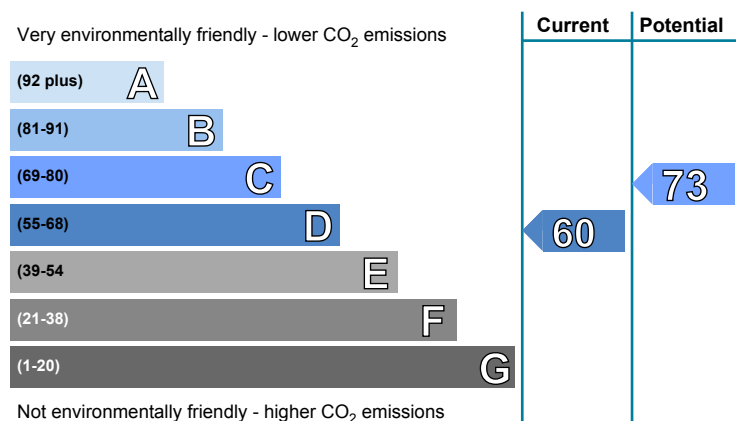 Very environmentally friendly - lower CO₂ emissions
Current
Potential
(92 plus) A
(81-91) B
(69-80) C
73
(55-68) D
60
(39-54 E
(21-38) F
(1-20) G
Not environmentally friendly - higher CO₂ emissions